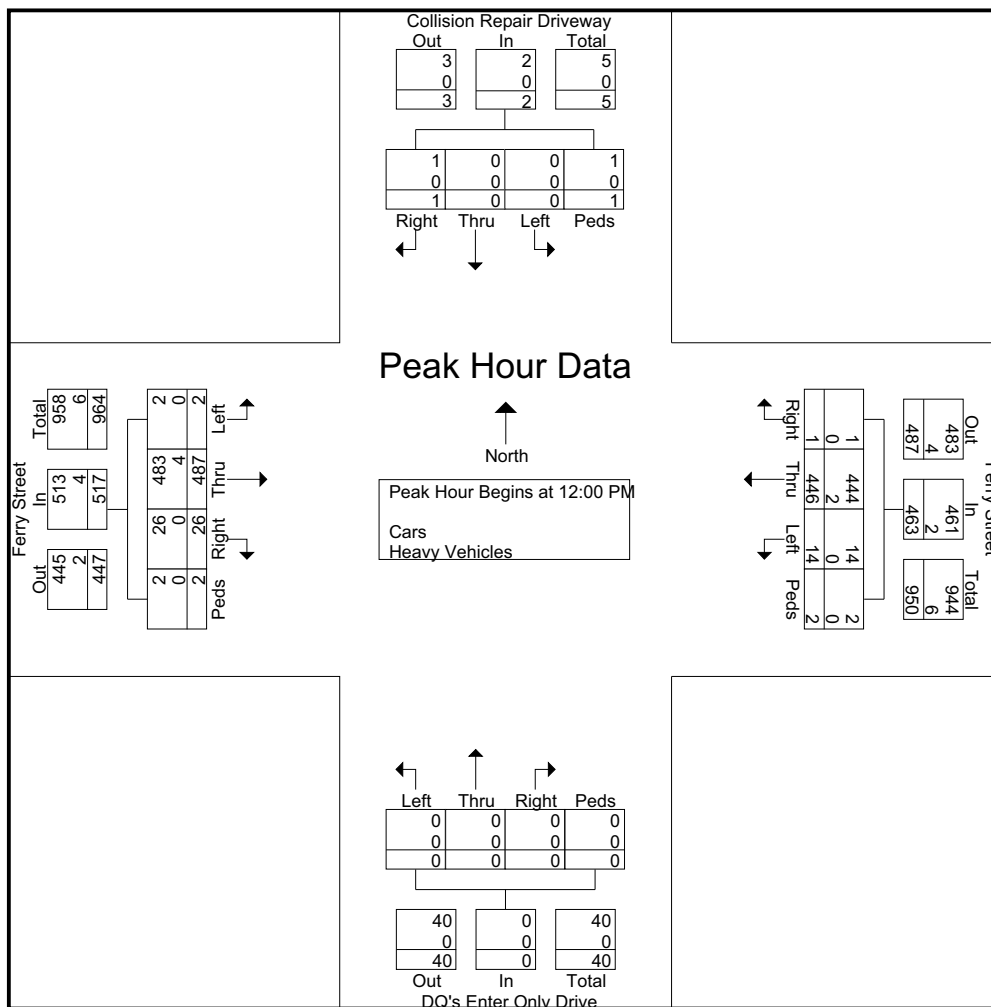 Collision Repair Driveway
Out In Total
3 2 5
0 0 0
3 2 5
1 0 0 1
0 0 0 0
1 0 0 1
Right Thru Left Peds
Peak Hour Data
North
Peak Hour Begins at 12:00 PM
Cars
Heavy Vehicles
Ferry Street
Out In Total
445 513 958
2 4 6
447 517 964
2 26 483 2
0 0 4 0
2 26 487 2
Peds Right Thru Left
Ferry Street
Out In Total
483 461 944
4 2 6
487 463 950
1 444 14 2
0 2 0 0
1 446 14 2
Right Thru Left Peds
Left Thru Right Peds
0 0 0 0
0 0 0 0
0 0 0 0
40 0 40
0 0 0
40 0 40
Out In Total
DQ's Enter Only Drive